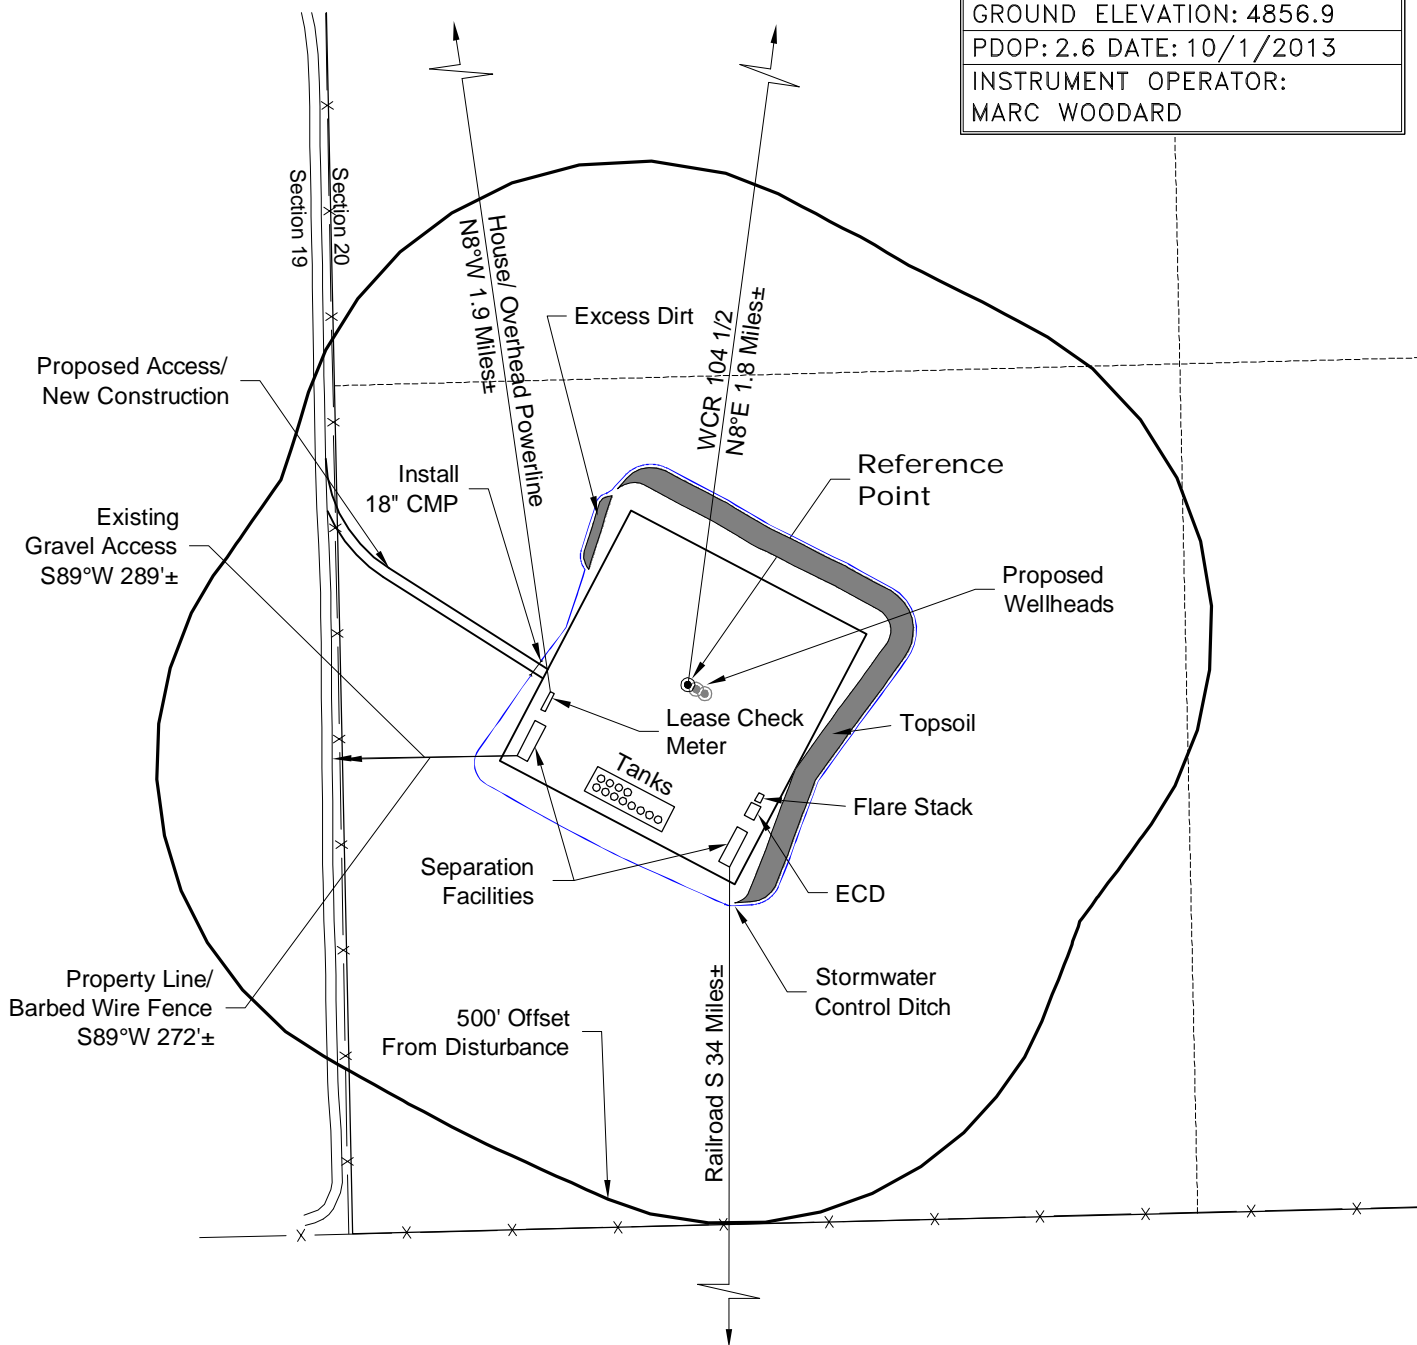 GROUND ELEVATION: 4856.9
PDOP: 2.6 DATE: 10/1/2013
INSTRUMENT OPERATOR:
MARC WOODARD
Section 19
Section 20
House/ Overhead Powerline
N8°W 1.9 Miles±
WCR 104 1/2
N8°E 1.8 Miles±
Excess Dirt
Proposed Access/
New Construction
Install
18" CMP
Reference
Point
Existing
Gravel Access
S89°W 289'±
Proposed
Wellheads
Lease Check
Meter
Topsoil
Tanks
Flare Stack
Separation
Facilities
ECD
Property Line/
Barbed Wire Fence
S89°W 272'±
Stormwater
Control Ditch
500' Offset
From Disturbance
Railroad S 34 Miles±